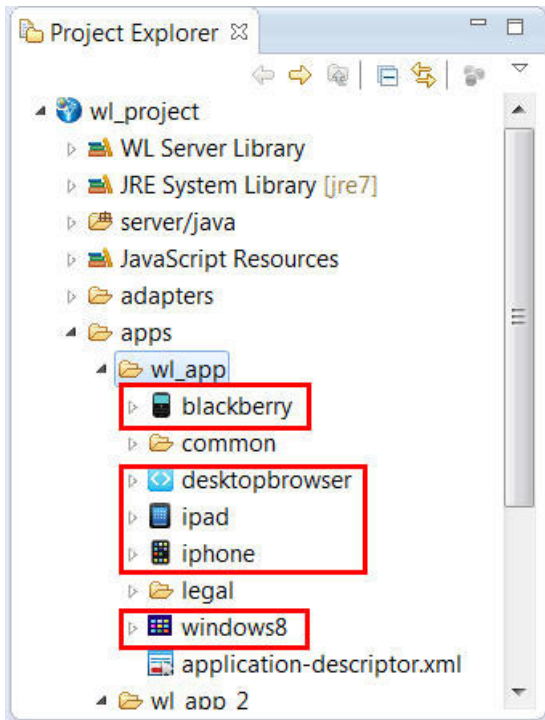 Project Explorer
wl_project
WL Server Library
JRE System Library [jre7]
server/java
JavaScript Resources
adapters
apps
wl_app
blackberry
common
desktopbrowser
ipad
iphone
legal
windows8
application-descriptor.xml
wl_app_2